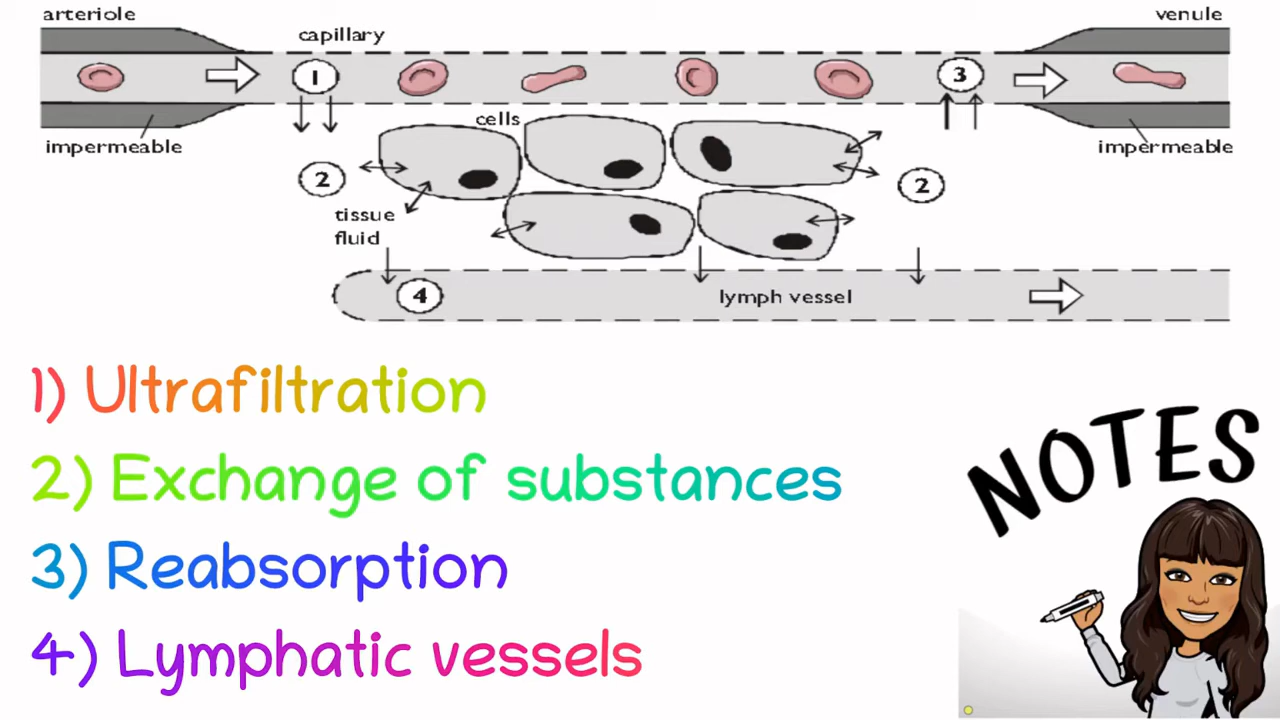 arteriole
venule
capillary
1
3
cells
impermeable
impermeable
2
2
tissue
fluid
4
lymph vessel
1) Ultrafiltration
2) Exchange of substances
3) Reabsorption
4) Lymphatic vessels
NOTES